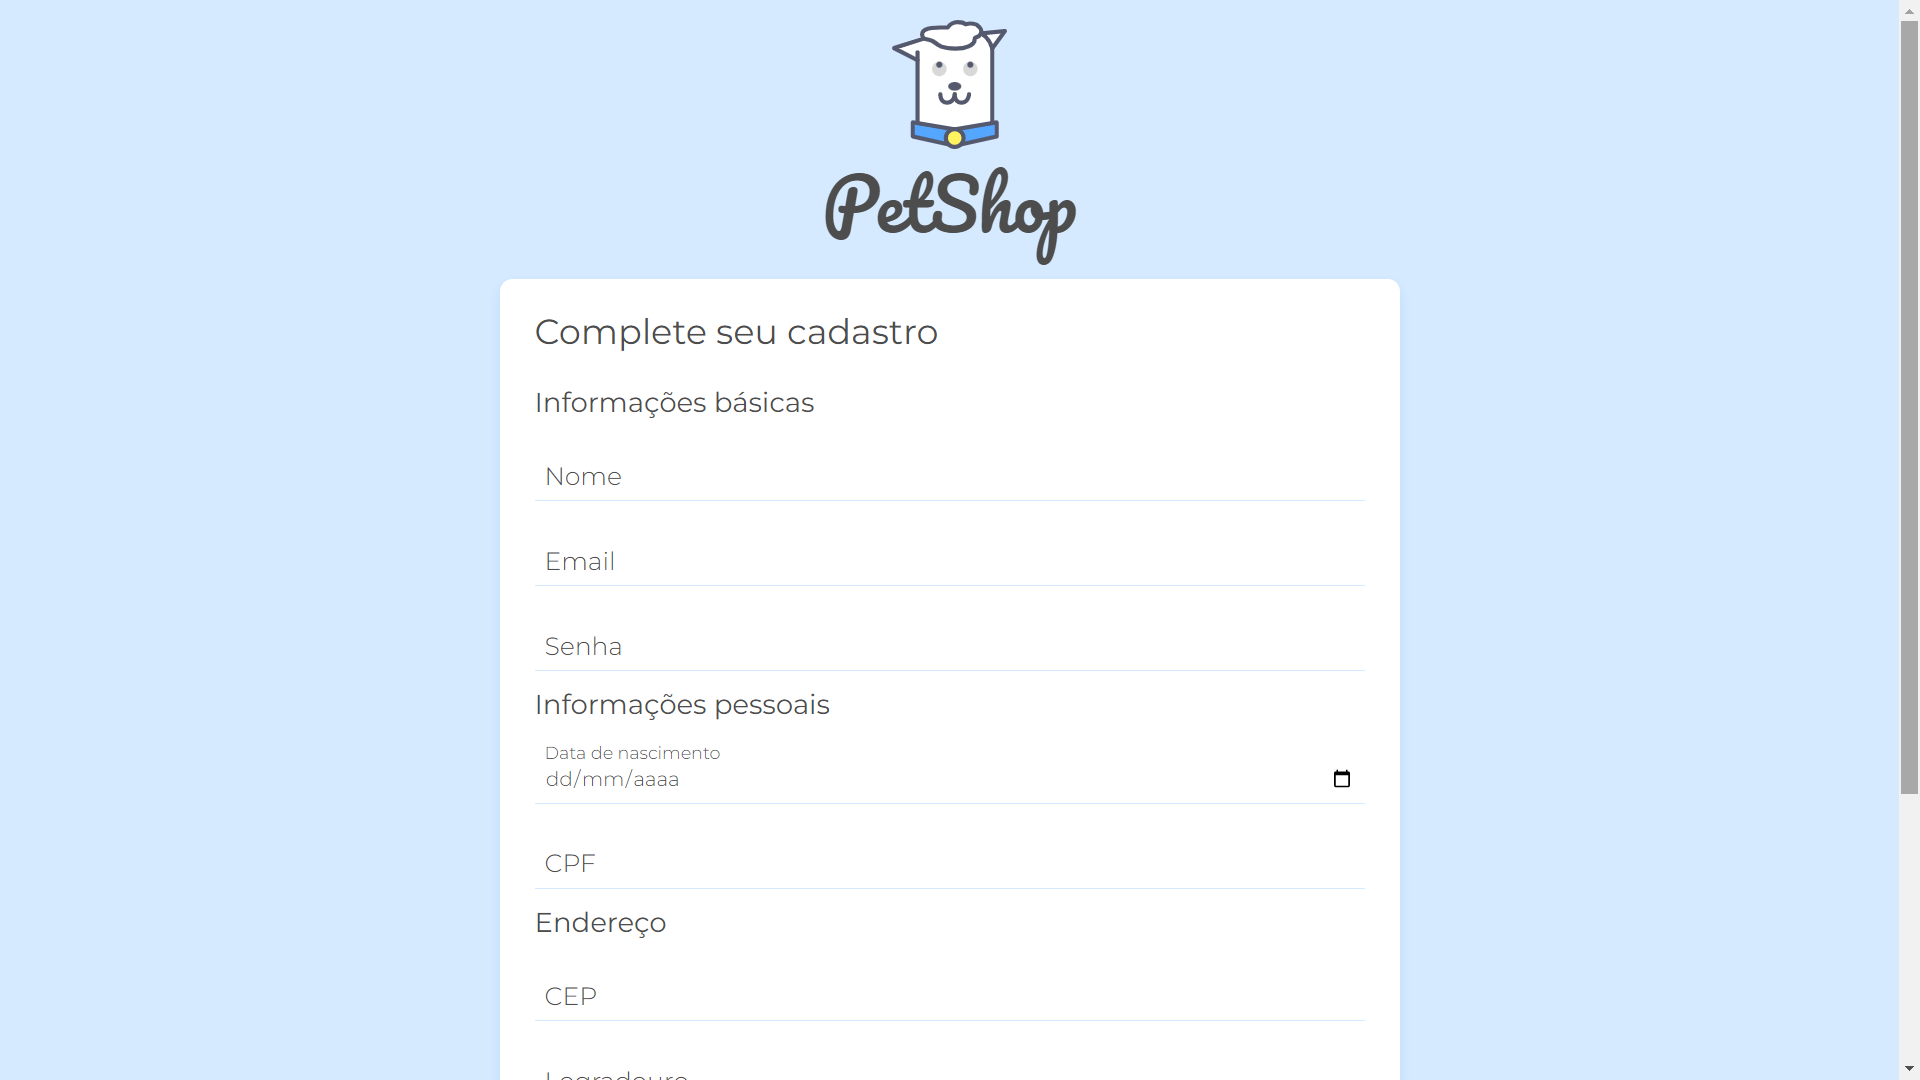 PetShop
Complete seu cadastro
Informações básicas
Nome
Email
Senha
Informações pessoais
Data de nascimento
dd/mm/aaaa
CPF
Endereço
CEP
Logradouro